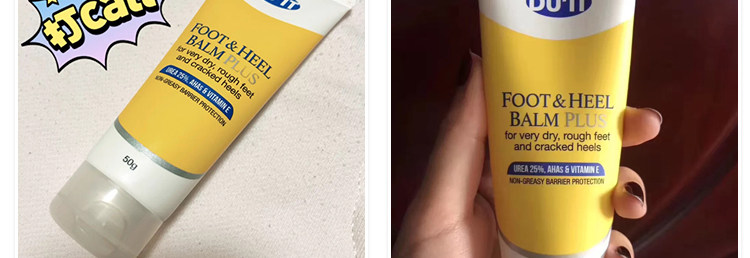 打call
DU'IT
FOOT & HEEL
BALM PLUS
for very dry, rough feet
and cracked heels
UREA 25%, AHAs & VITAMIN E
NON-GREASY BARRIER PROTECTION
50g
DU'IT
FOOT & HEEL
BALM PLUS
for very dry, rough feet
and cracked heels
UREA 25%, AHAs & VITAMIN E
NON-GREASY BARRIER PROTECTION